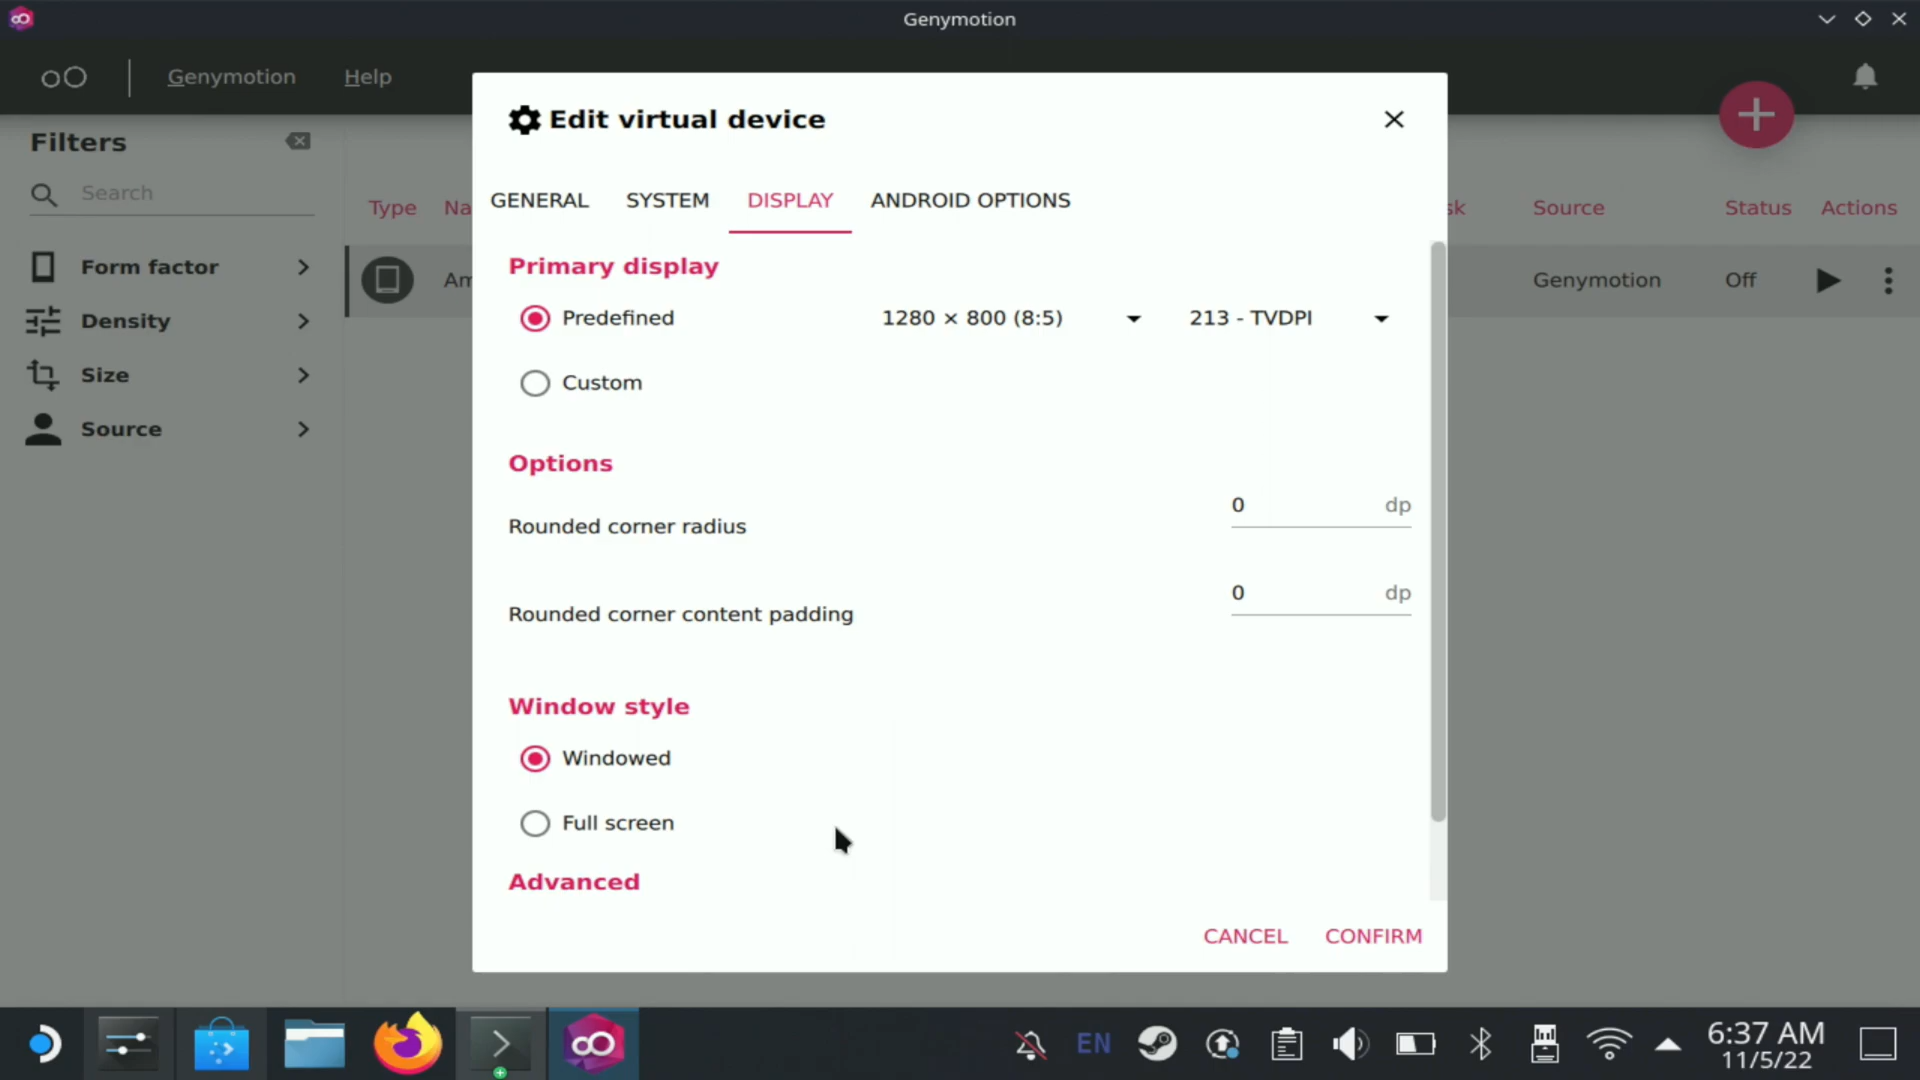 Genymotion
Genymotion Help
Edit virtual device
Filters
Search
GENERAL SYSTEM DISPLAY ANDROID OPTIONS
Type Na sk Source Status Actions
Form factor
Primary display
Am Genymotion Off
Density
Predefined 1280 × 800 (8:5) 213 - TVDPI
Size
Custom
Source
Options
Rounded corner radius 0 dp
Rounded corner content padding 0 dp
Window style
Windowed
Full screen
Advanced
CANCEL CONFIRM
EN
6:37 AM
11/5/22